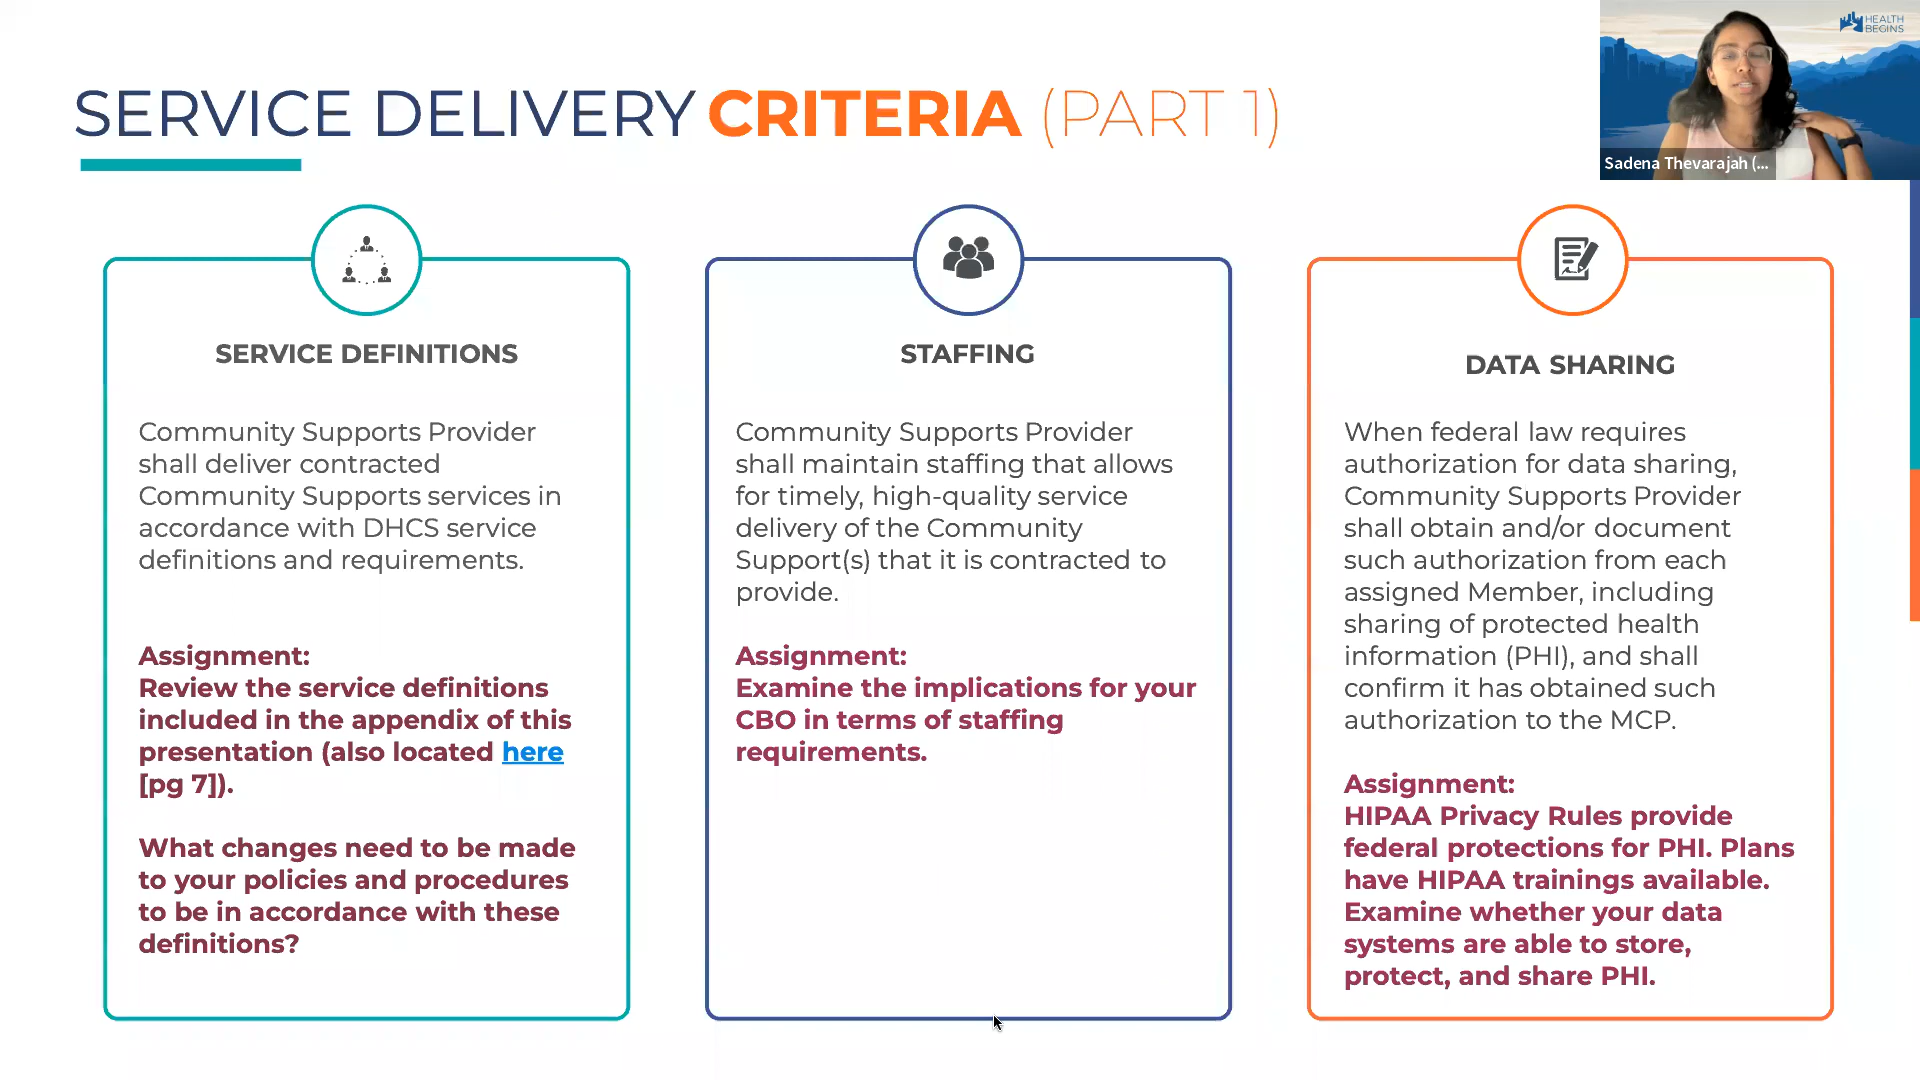 SERVICE DELIVERY CRITERIA (PART 1)
HEALTH
BEGINS
Sadena Thevarajah (...
SERVICE DEFINITIONS
Community Supports Provider
shall deliver contracted
Community Supports services in
accordance with DHCS service
definitions and requirements.
Assignment:
Review the service definitions
included in the appendix of this
presentation (also located here
[pg 7]).
What changes need to be made
to your policies and procedures
to be in accordance with these
definitions?
STAFFING
Community Supports Provider
shall maintain staffing that allows
for timely, high-quality service
delivery of the Community
Support(s) that it is contracted to
provide.
Assignment:
Examine the implications for your
CBO in terms of staffing
requirements.
DATA SHARING
When federal law requires
authorization for data sharing,
Community Supports Provider
shall obtain and/or document
such authorization from each
assigned Member, including
sharing of protected health
information (PHI), and shall
confirm it has obtained such
authorization to the MCP.
Assignment:
HIPAA Privacy Rules provide
federal protections for PHI. Plans
have HIPAA trainings available.
Examine whether your data
systems are able to store,
protect, and share PHI.